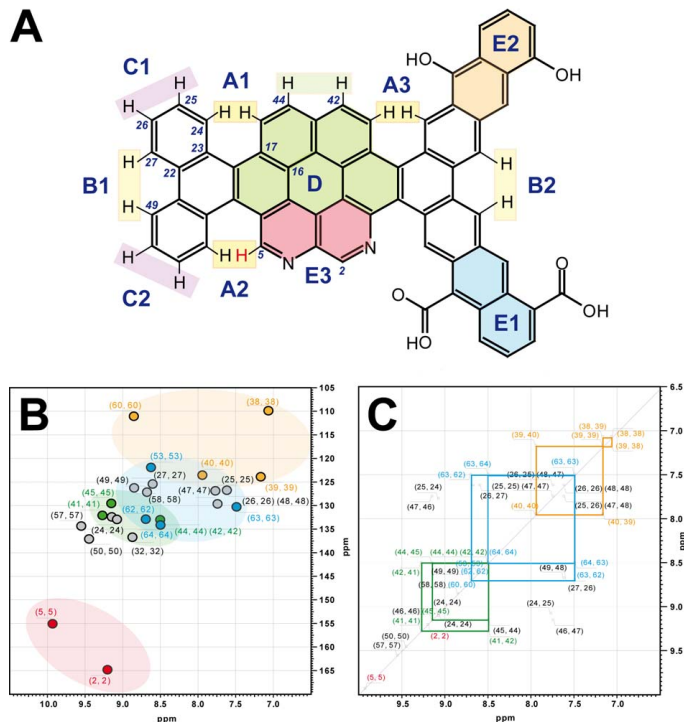 A
C1
H
H
25
26
24
H
A1
H
H
H
44
42
A3
H
H
HO
E2
OH
H
27
23
22
17
16
D
B1
H
49
H
H
B2
H
C2
H
H
H
H
A2
5
N
E3
2
N
O
HO
E1
O
OH
B
(60, 60)
(38, 38)
(53, 53)
(40, 40)
(49, 49)
(27, 27)
(25, 25)
(39, 39)
(45, 45)
(41, 41)
(47, 47)
(58, 58)
(26, 26)
(48, 48)
(62, 62)
(63, 63)
(57, 57)
(24, 24)
(64, 64)
(44, 44)
(42, 42)
(50, 50)
(32, 32)
(5, 5)
(2, 2)
105
110
115
120
125
130
135
140
145
150
155
160
165
ppm
10.0
9.5
9.0
8.5
8.0
7.5
7.0
ppm
C
(38, 39)
(39, 40)
(39, 39)
(38, 38)
(39, 38)
(63, 64)
(63, 62)
(63, 63)
(26, 25)
(48, 47)
(25, 24)
(25, 25)
(47, 47)
(26, 27)
(26, 26)
(48, 48)
(47, 46)
(40, 40)
(25, 26)
(47, 48)
(40, 39)
(44, 45)
(44, 44)
(42, 42)
(64, 64)
(64, 63)
(42, 41)
(49, 49)
(62, 62)
(49, 48)
(63, 62)
(58, 58)
(60, 60)
(27, 26)
(24, 24)
(46, 46)
(45, 45)
(24, 25)
(41, 41)
(24, 24)
(50, 50)
(2, 2)
(45, 44)
(46, 47)
(57, 57)
(41, 42)
(5, 5)
6.5
7.0
7.5
8.0
8.5
9.0
9.5
ppm
9.5
9.0
8.5
8.0
7.5
7.0
ppm